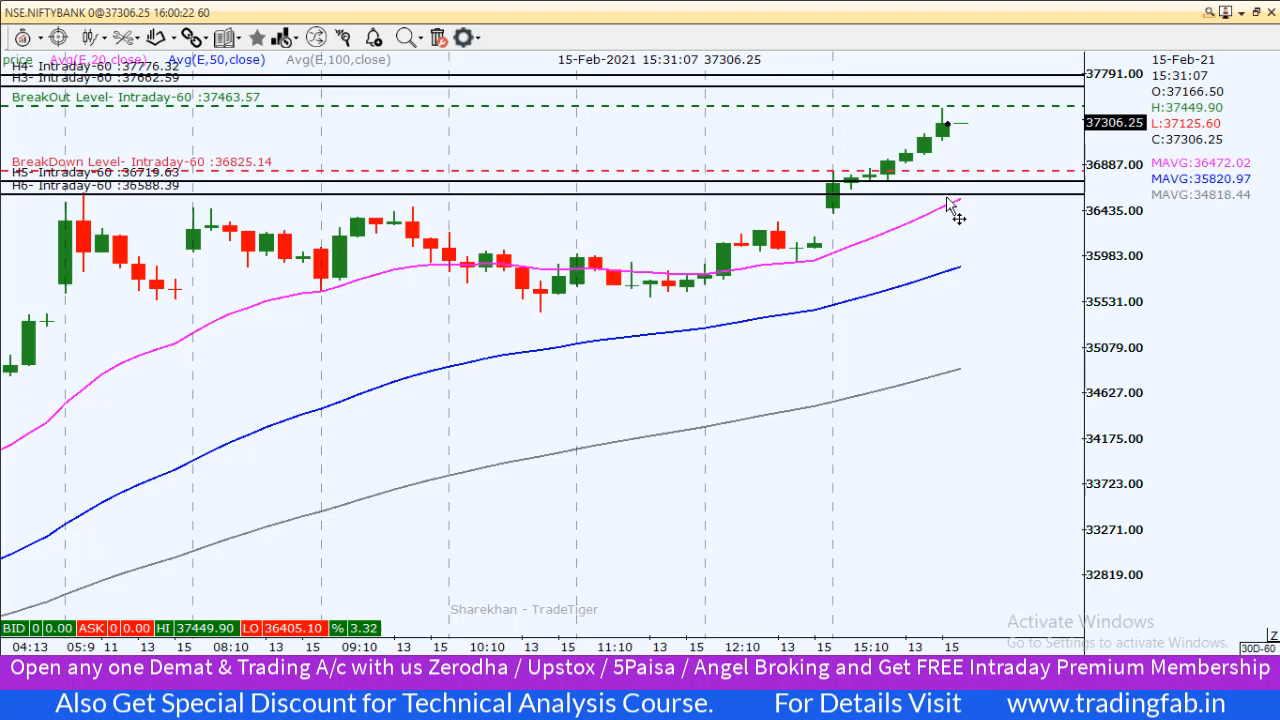 NSE.NIFTYBANK 0@37306.25 16:00:22 60
price Avg(E,20,close) Avg(E,50,close) Avg(E,100,close) 15-Feb-2021 15:31:07 37306.25
H4- Intraday-60 :37776.32
H3- Intraday-60 :37662.59
BreakOut Level- Intraday-60 :37463.57
BreakDown Level- Intraday-60 :36825.14
H5- Intraday-60 :36719.63
H6- Intraday-60 :36588.39
37791.00
37306.25
36887.00
36435.00
35983.00
35531.00
35079.00
34627.00
34175.00
33723.00
33271.00
32819.00
15-Feb-21
15:31:07
O:37166.50
H:37449.90
L:37125.60
C:37306.25
MAVG:36472.02
MAVG:35820.97
MAVG:34818.44
Sharekhan - TradeTiger
Activate Windows
Go to Settings to activate Windows.
BID 0 0.00 ASK 0 0.00 HI 37449.90 LO 36405.10 % 3.32
Z
04:13 05:9 11 13 15 08:10 13 15 09:10 13 15 10:10 13 15 11:10 13 15 12:10 13 15 15:10 13 15 30D-60
Open any one Demat & Trading A/c with us Zerodha / Upstox / 5Paisa / Angel Broking and Get FREE Intraday Premium Membership
Also Get Special Discount for Technical Analysis Course. For Details Visit www.tradingfab.in